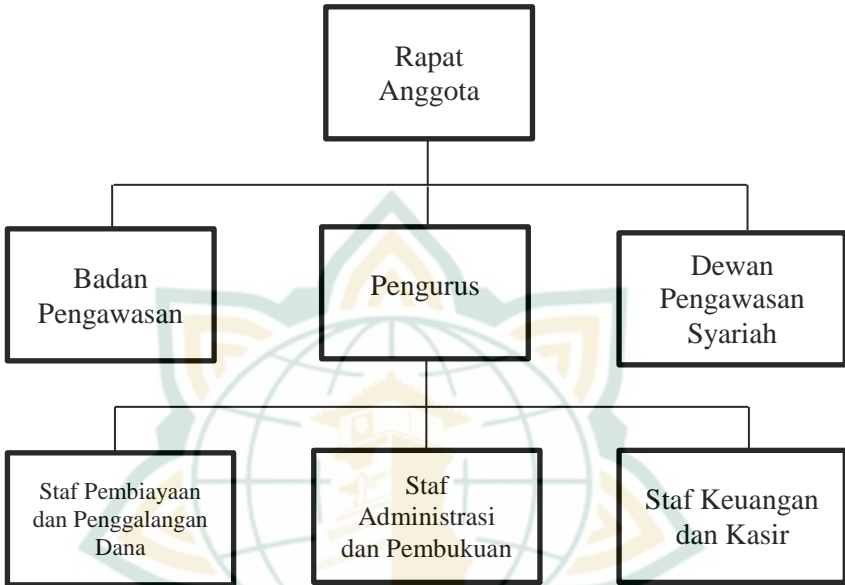 Rapat
Anggota
Badan
Pengawasan
Pengurus
Dewan
Pengawasan
Syariah
Staf Pembiayaan
dan Penggalangan
Dana
Staf
Administrasi
dan Pembukuan
Staf Keuangan
dan Kasir